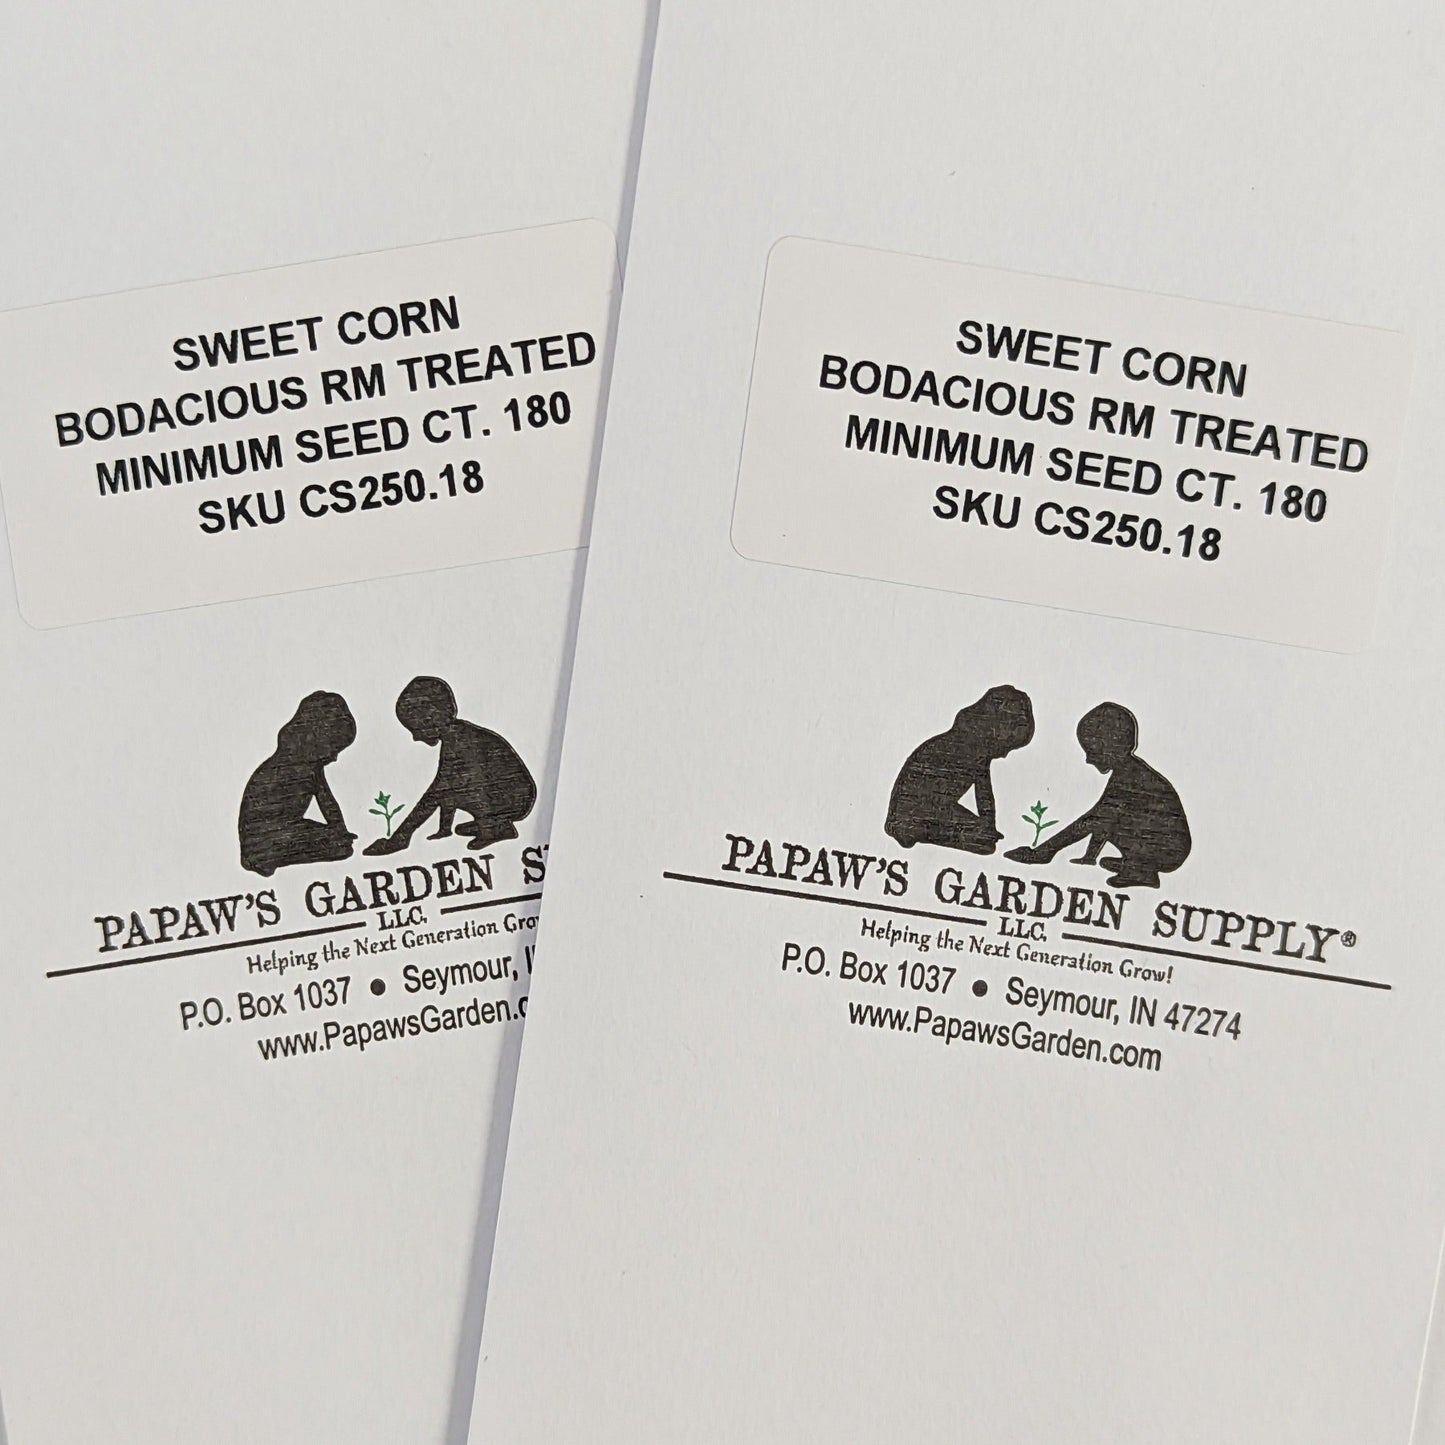 SWEET CORN
BODACIOUS RM TREATED
MINIMUM SEED CT. 180
SKU CS250.18
PAPAW'S GARDEN
LLC.
Helping the Next Generation
P.O. Box 1037 • Seymour,
www.PapawsGarden.
SWEET CORN
BODACIOUS RM TREATED
MINIMUM SEED CT. 180
SKU CS250.18
PAPAW'S GARDEN SUPPLY®
LLC.
Helping the Next Generation Grow!
P.O. Box 1037 • Seymour, IN 47274
www.PapawsGarden.com